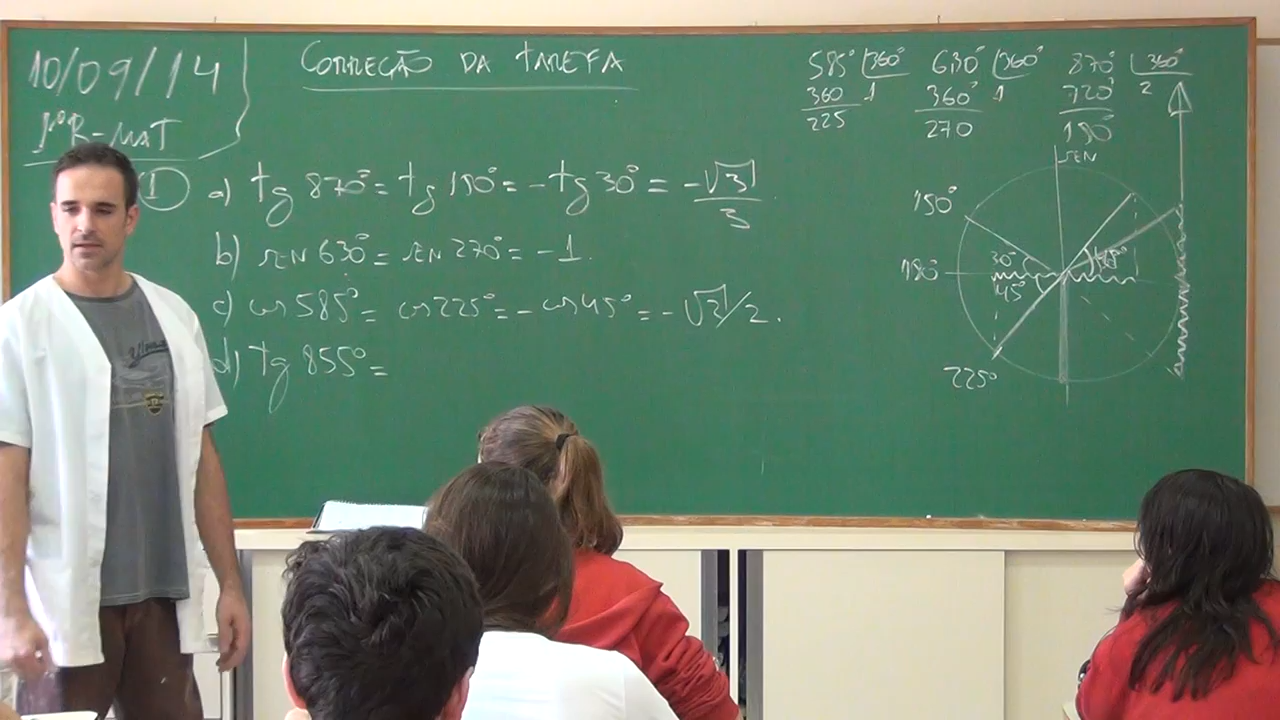 10/09/14
1ºB-MAT
CORREÇÃO DA TAREFA
585° 360°
360 1
225
630° 360°
360° 1
270
870° 360°
720° 2
150°
1 a) tg 870° = tg 150° = -tg 30° = -√3/3
b) SEN 630° = SEN 270° = -1.
c) cos 585° = cos 225° = - cos 45° = - √2/2.
d) tg 855° =
SEN
150°
180°
30°
45°
45°
225°